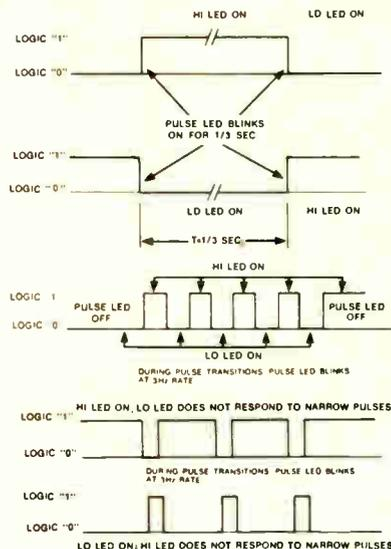 HI LED ON LO LED ON
LOGIC "1"
LOGIC "0"
PULSE LED BLINKS
ON FOR 1/3 SEC
LOGIC "1"
LOGIC "0"
LO LED ON HI LED ON
T=1/3 SEC
HI LED ON
LOGIC 1
PULSE LED
OFF
PULSE LED
OFF
LOGIC 0
LO LED ON
DURING PULSE TRANSITIONS PULSE LED BLINKS
AT 3Hz RATE
HI LED ON, LO LED DOES NOT RESPOND TO NARROW PULSES
LOGIC "1"
LOGIC "0"
DURING PULSE TRANSITIONS PULSE LED BLINKS
AT 3Hz RATE
LOGIC "1"
LOGIC "0"
LO LED ON; HI LED DOES NOT RESPOND TO NARROW PULSES